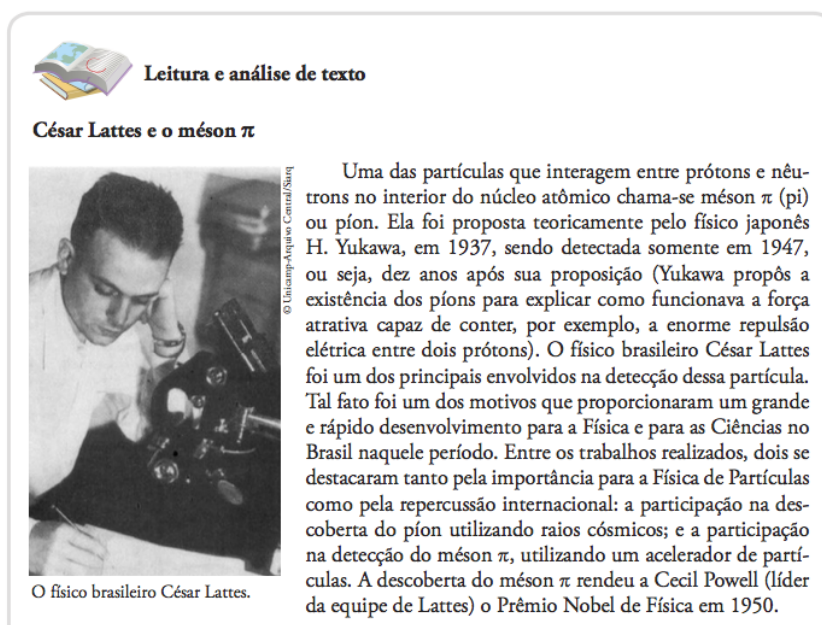 Leitura e análise de texto
César Lattes e o méson π
© Unicamp-Arquivo Central/Siarq
Uma das partículas que interagem entre prótons e nêu-
trons no interior do núcleo atômico chama-se méson π (pi)
ou píon. Ela foi proposta teoricamente pelo físico japonês
H. Yukawa, em 1937, sendo detectada somente em 1947,
ou seja, dez anos após sua proposição (Yukawa propôs a
existência dos píons para explicar como funcionava a força
atrativa capaz de conter, por exemplo, a enorme repulsão
elétrica entre dois prótons). O físico brasileiro César Lattes
foi um dos principais envolvidos na detecção dessa partícula.
Tal fato foi um dos motivos que proporcionaram um grande
e rápido desenvolvimento para a Física e para as Ciências no
Brasil naquele período. Entre os trabalhos realizados, dois se
destacaram tanto pela importância para a Física de Partículas
como pela repercussão internacional: a participação na des-
coberta do píon utilizando raios cósmicos; e a participação
na detecção do méson π, utilizando um acelerador de partí-
culas. A descoberta do méson π rendeu a Cecil Powell (líder
da equipe de Lattes) o Prêmio Nobel de Física em 1950.
O físico brasileiro César Lattes.